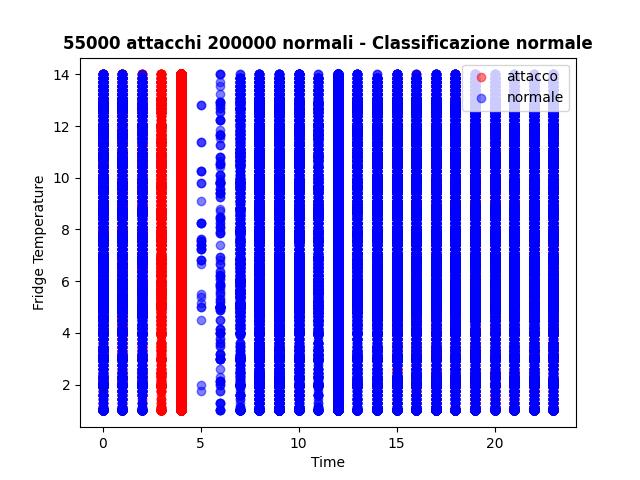 55000 attacchi 200000 normali - Classificazione normale
attacco
normale
Fridge Temperature
14
12
10
8
6
4
2
0 5 10 15 20
Time